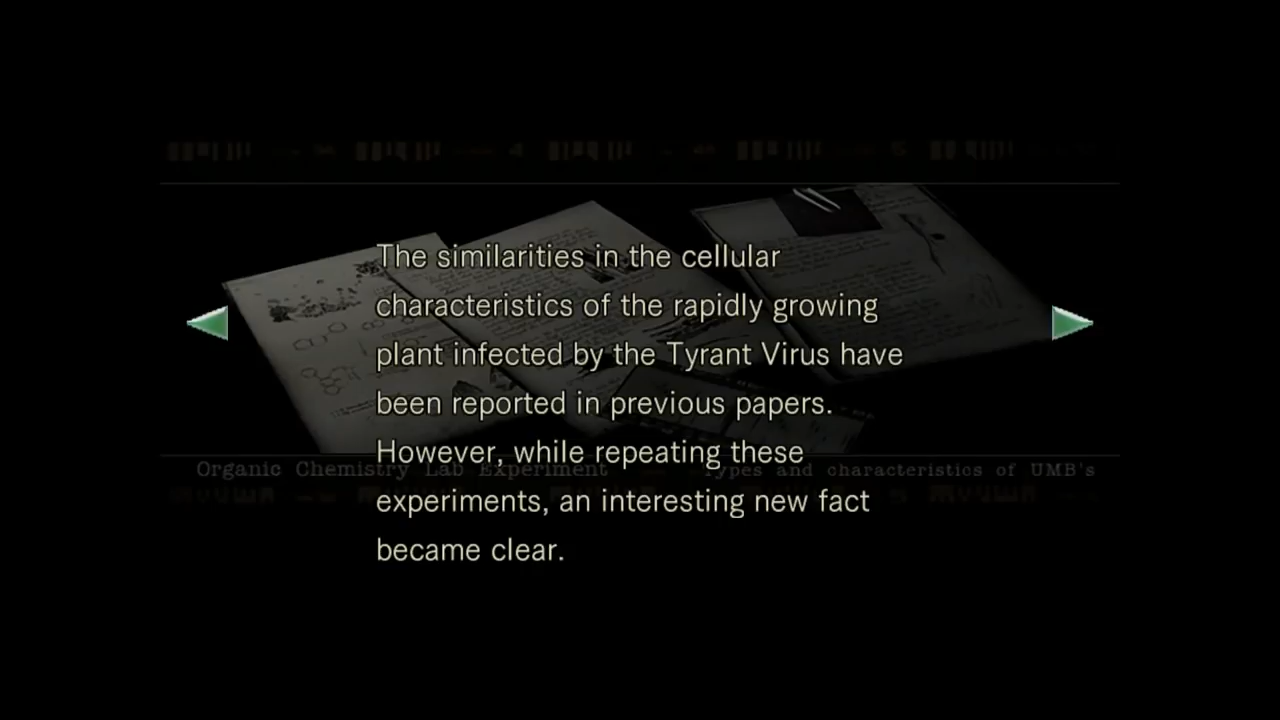 The similarities in the cellular
characteristics of the rapidly growing
plant infected by the Tyrant Virus have
been reported in previous papers.
However, while repeating these
Organic Chemistry Lab Experiment Types and characteristics of UMB's
experiments, an interesting new fact
became clear.